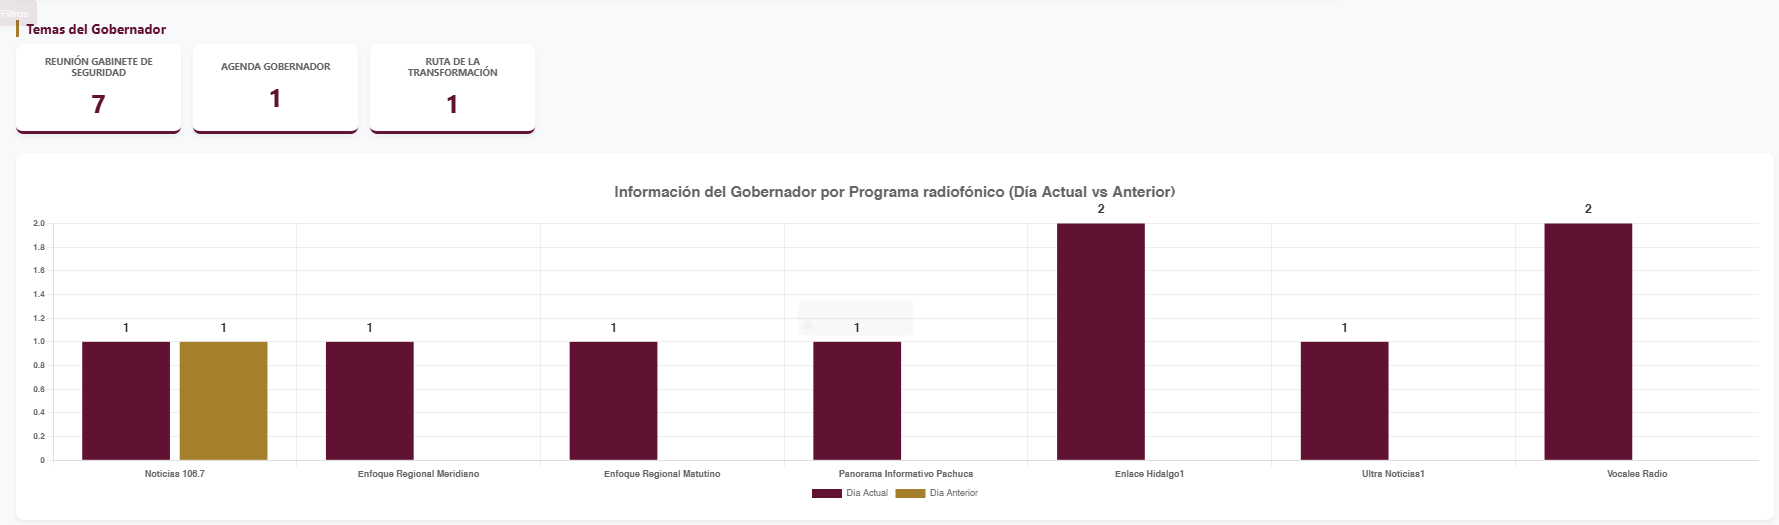 Filtros
Temas del Gobernador
REUNIÓN GABINETE DE
SEGURIDAD
7
AGENDA GOBERNADOR
1
RUTA DE LA
TRANSFORMACIÓN
1
Información del Gobernador por Programa radiofónico (Día Actual vs Anterior)
2.0
1.8
1.6
1.4
1.2
1.0
0.8
0.6
0.4
0.2
0
1
1
1
1
1
2
1
2
Noticias 106.7
Enfoque Regional Meridiano
Enfoque Regional Matutino
Panorama Informativo Pachuca
Enlace Hidalgo1
Ultra Noticias1
Vocales Radio
Día Actual
Día Anterior